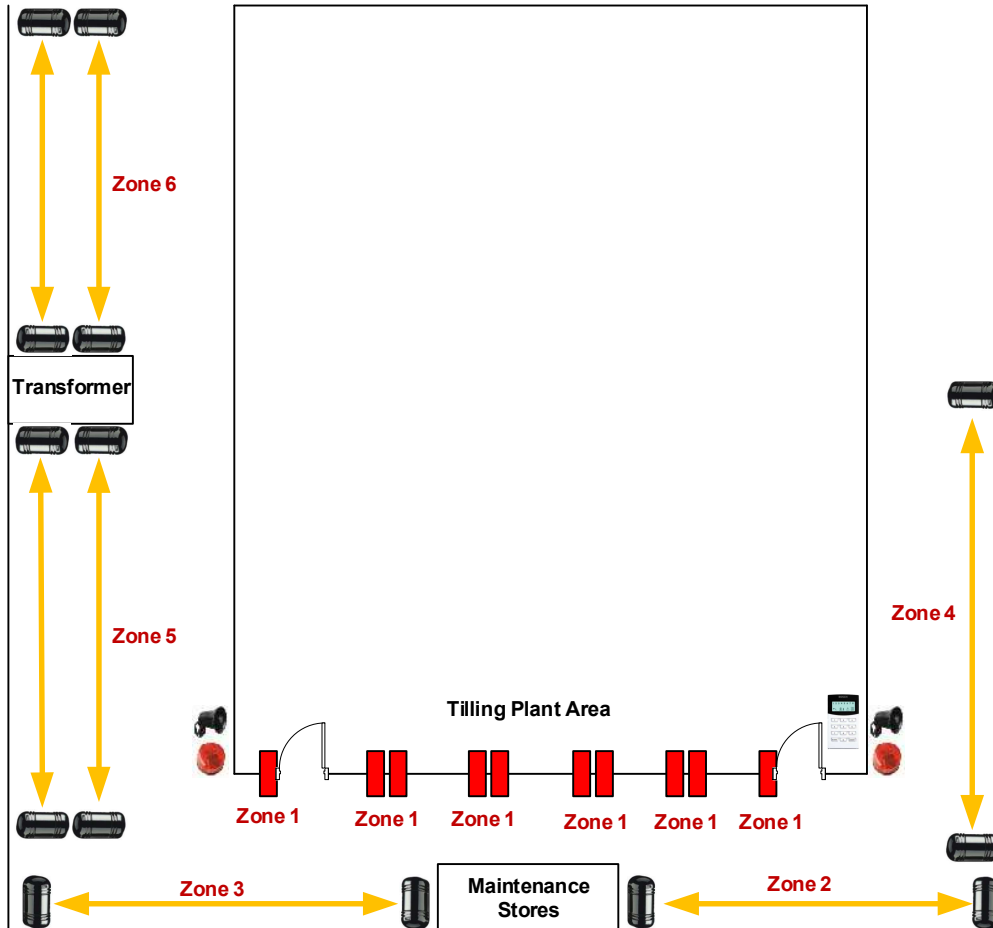 Zone 6
Transformer
Zone 4
Zone 5
Tilling Plant Area
Zone 1
Zone 1
Zone 1
Zone 1
Zone 1
Zone 1
Zone 3
Maintenance
Stores
Zone 2